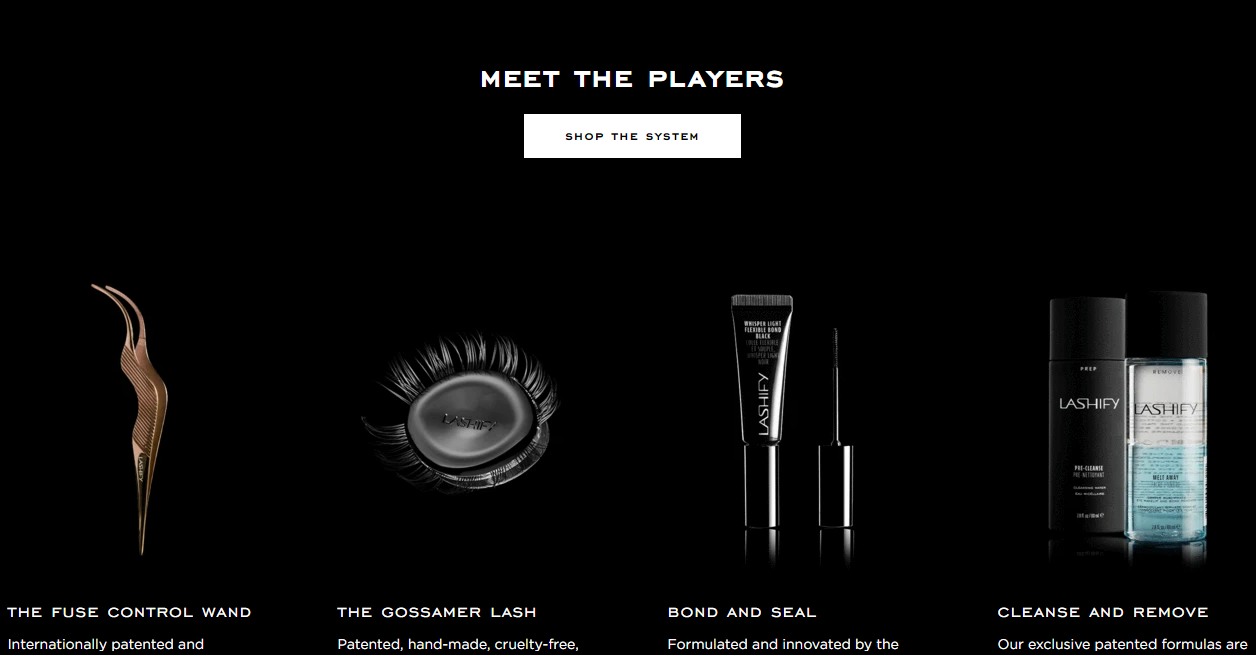 MEET THE PLAYERS
SHOP THE SYSTEM
LASHIFY
LASHIFY
WHISPER LIGHT
FLEXIBLE BOND
BLACK
LASHIFY
PREP
LASHIFY
PRE-CLEANSE
PRE-NETTOYANT
REMOVE
LASHIFY
MELT AWAY
THE FUSE CONTROL WAND
THE GOSSAMER LASH
BOND AND SEAL
CLEANSE AND REMOVE
Internationally patented and
Patented, hand-made, cruelty-free,
Formulated and innovated by the
Our exclusive patented formulas are